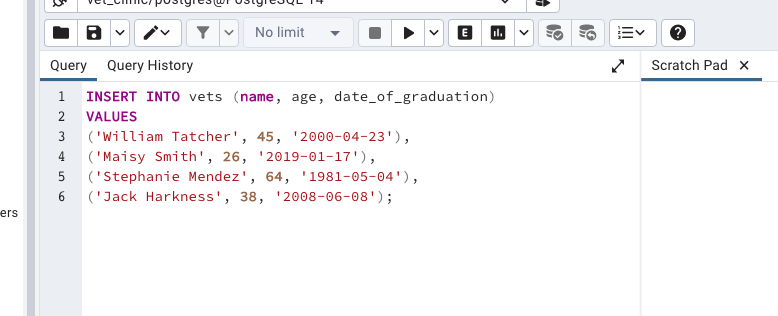 vet_clinic/postgres@PostgreSQL 14
No limit
E
Query Query History
Scratch Pad
1 INSERT INTO vets (name, age, date_of_graduation)
2 VALUES
3 ('William Tatcher', 45, '2000-04-23'),
4 ('Maisy Smith', 26, '2019-01-17'),
5 ('Stephanie Mendez', 64, '1981-05-04'),
6 ('Jack Harkness', 38, '2008-06-08');
ers